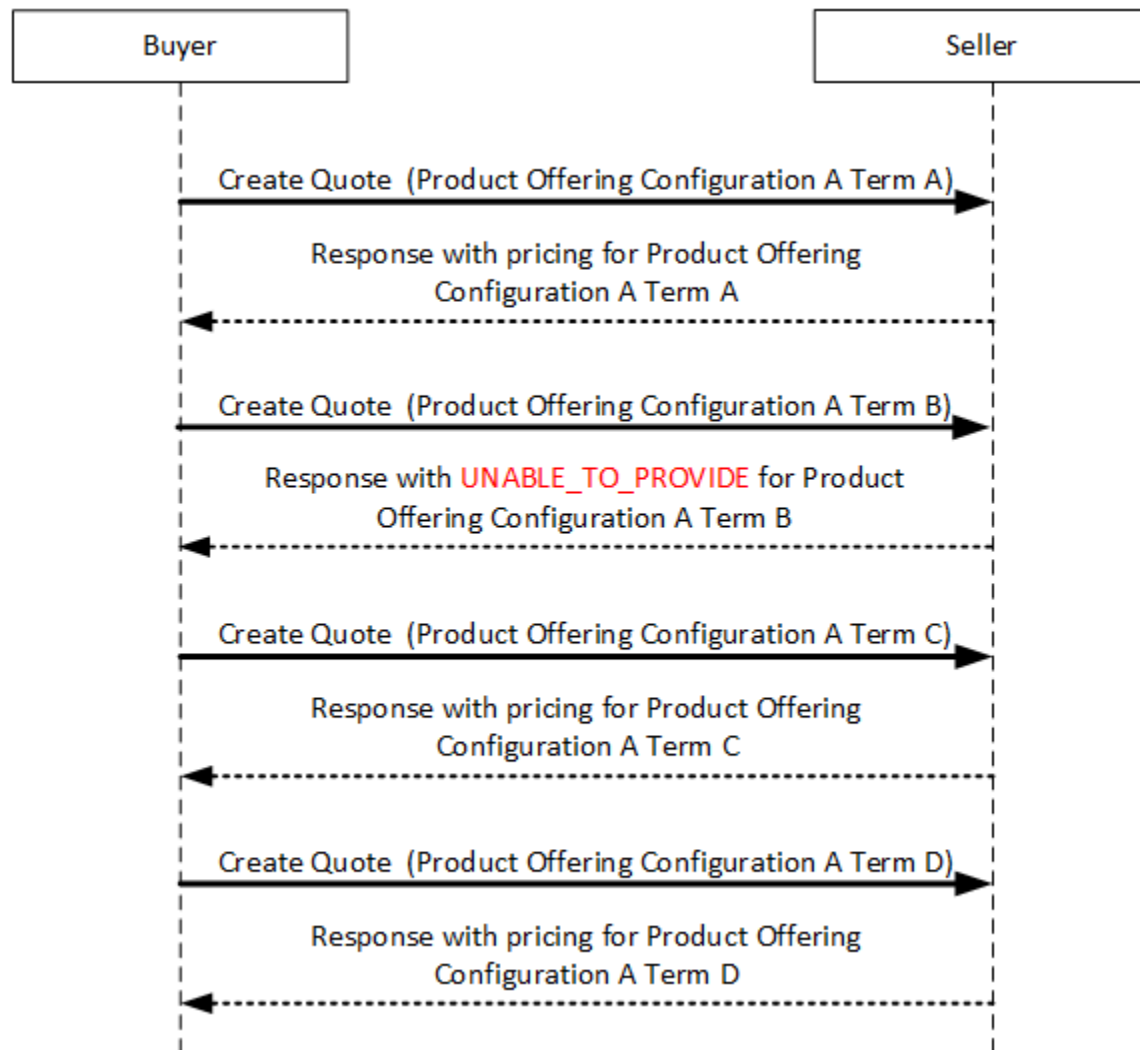 Buyer
Seller
Create Quote  (Product Offering Configuration A Term A)
Response with pricing for Product Offering
Configuration A Term A
Create Quote  (Product Offering Configuration A Term B)
Response with UNABLE_TO_PROVIDE for Product
Offering Configuration A Term B
Create Quote  (Product Offering Configuration A Term C)
Response with pricing for Product Offering
Configuration A Term C
Create Quote  (Product Offering Configuration A Term D)
Response with pricing for Product Offering
Configuration A Term D